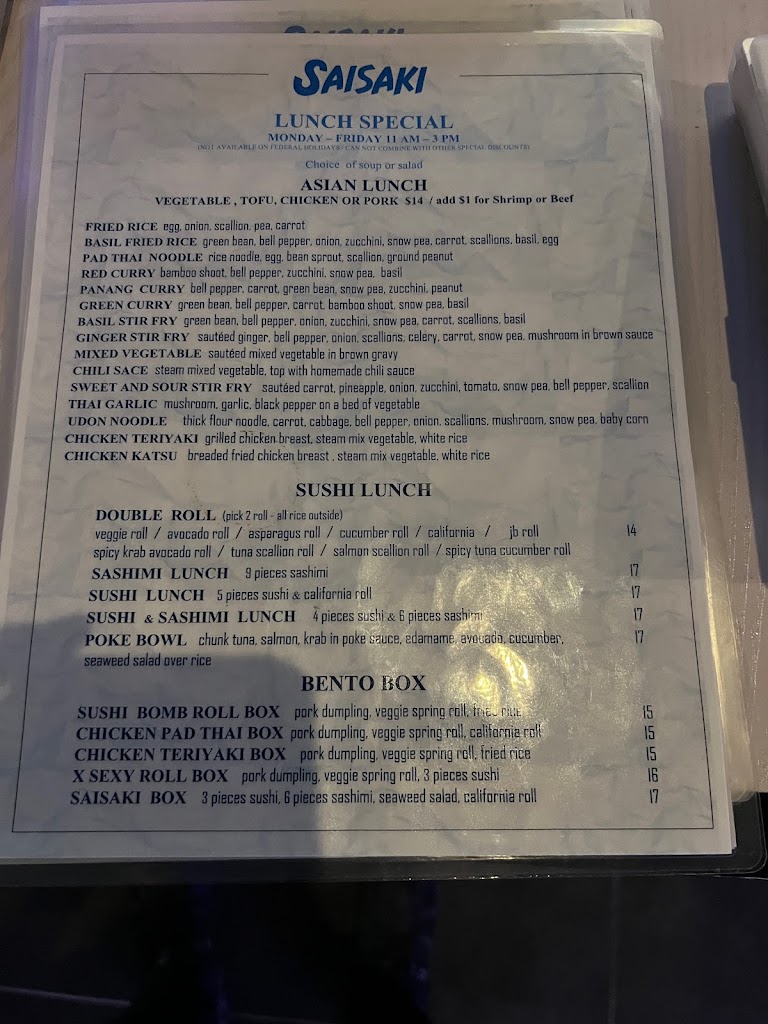 SAISAKI
LUNCH SPECIAL
MONDAY – FRIDAY 11 AM – 3 PM
(NOT AVAILABLE ON FEDERAL HOLIDAYS / CAN NOT COMBINE WITH OTHER SPECIAL DISCOUNTS)
Choice of soup or salad
ASIAN LUNCH
VEGETABLE , TOFU, CHICKEN OR PORK $14 / add $1 for Shrimp or Beef
FRIED RICE egg, onion, scallion, pea, carrot
BASIL FRIED RICE green bean, bell pepper, onion, zucchini, snow pea, carrot, scallions, basil, egg
PAD THAI NOODLE rice noodle, egg, bean sprout, scallion, ground peanut
RED CURRY bamboo shoot, bell pepper, zucchini, snow pea, basil
PANANG CURRY bell pepper, carrot, green bean, snow pea, zucchini, peanut
GREEN CURRY green bean, bell pepper, carrot, bamboo shoot, snow pea, basil
BASIL STIR FRY green bean, bell pepper, onion, zucchini, snow pea, carrot, scallions, basil
GINGER STIR FRY sautéed ginger, bell pepper, onion, scallions, celery, carrot, snow pea, mushroom in brown sauce
MIXED VEGETABLE sautéed mixed vegetable in brown gravy
CHILI SACE steam mixed vegetable, top with homemade chili sauce
SWEET AND SOUR STIR FRY sautéed carrot, pineapple, onion, zucchini, tomato, snow pea, bell pepper, scallion
THAI GARLIC mushroom, garlic, black pepper on a bed of vegetable
UDON NOODLE thick flour noodle, carrot, cabbage, bell pepper, onion, scallions, mushroom, snow pea, baby corn
CHICKEN TERIYAKI grilled chicken breast, steam mix vegetable, white rice
CHICKEN KATSU breaded fried chicken breast , steam mix vegetable, white rice
SUSHI LUNCH
DOUBLE ROLL (pick 2 roll - all rice outside)
veggie roll / avocado roll / asparagus roll / cucumber roll / california / jb roll 14
spicy krab avocado roll / tuna scallion roll / salmon scallion roll / spicy tuna cucumber roll
SASHIMI LUNCH 9 pieces sashimi 17
SUSHI LUNCH 5 pieces sushi & california roll 17
SUSHI & SASHIMI LUNCH 4 pieces sushi & 6 pieces sashimi 17
POKE BOWL chunk tuna, salmon, krab in poke sauce, edamame, avocado, cucumber, 17
seaweed salad over rice
BENTO BOX
SUSHI BOMB ROLL BOX pork dumpling, veggie spring roll, fried rice 15
CHICKEN PAD THAI BOX pork dumpling, veggie spring roll, california roll 15
CHICKEN TERIYAKI BOX pork dumpling, veggie spring roll, fried rice 15
X SEXY ROLL BOX pork dumpling, veggie spring roll, 3 pieces sushi 16
SAISAKI BOX 3 pieces sushi, 6 pieces sashimi, seaweed salad, california roll 17